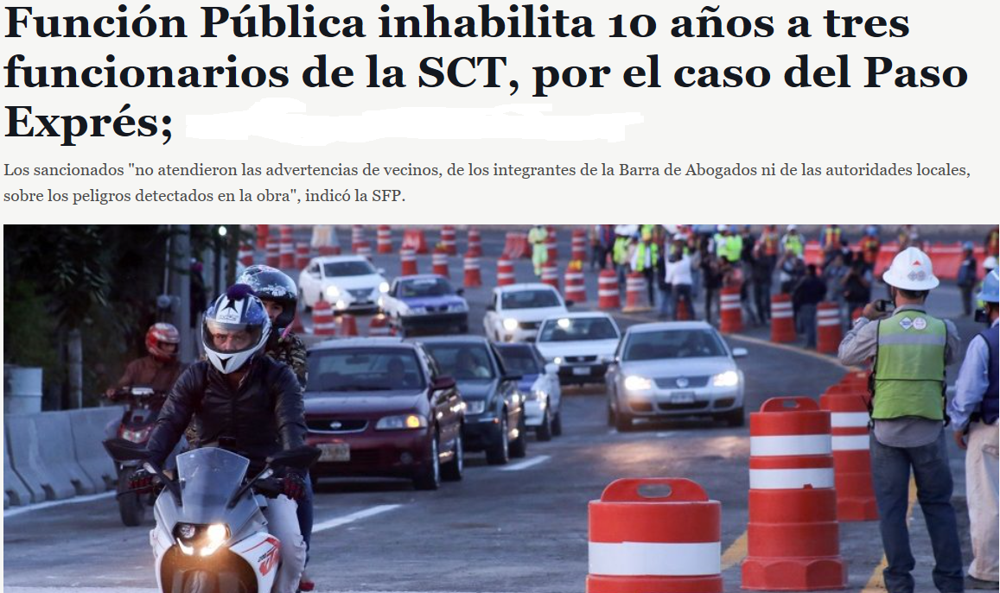 Función Pública inhabilita 10 años a tres
funcionarios de la SCT, por el caso del Paso
Exprés;
Los sancionados "no atendieron las advertencias de vecinos, de los integrantes de la Barra de Abogados ni de las autoridades locales,
sobre los peligros detectados en la obra", indicó la SFP.